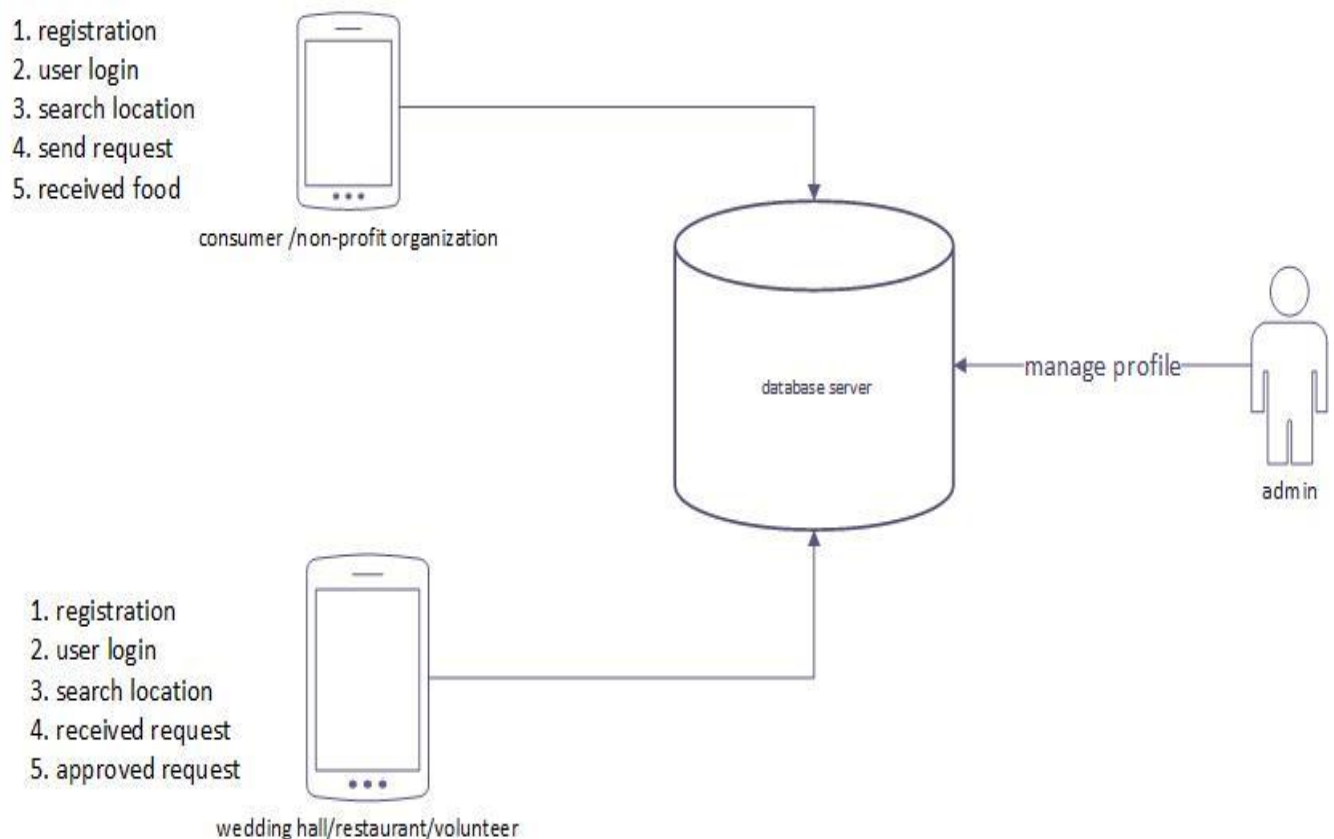 1. registration
2. user login
3. search location
4. send request
5. received food
consumer /non-profit organization
database server
manage profile
admin
1. registration
2. user login
3. search location
4. received request
5. approved request
wedding hall/restaurant/volunteer